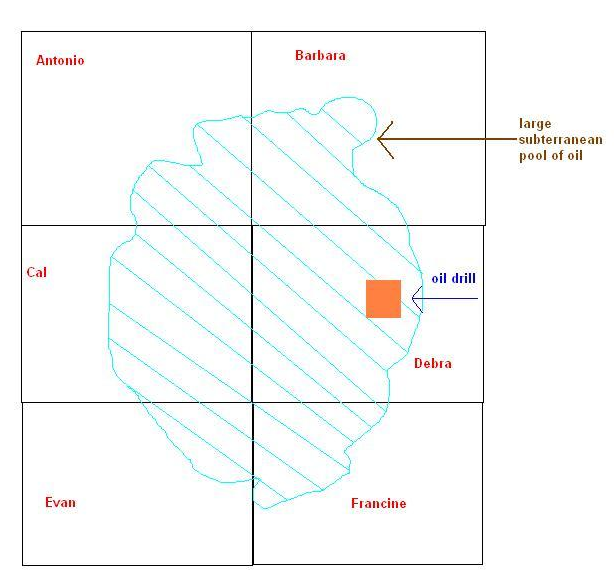 Antonio
Barbara
large
subterranean
pool of oil
Cal
oil drill
Debra
Evan
Francine